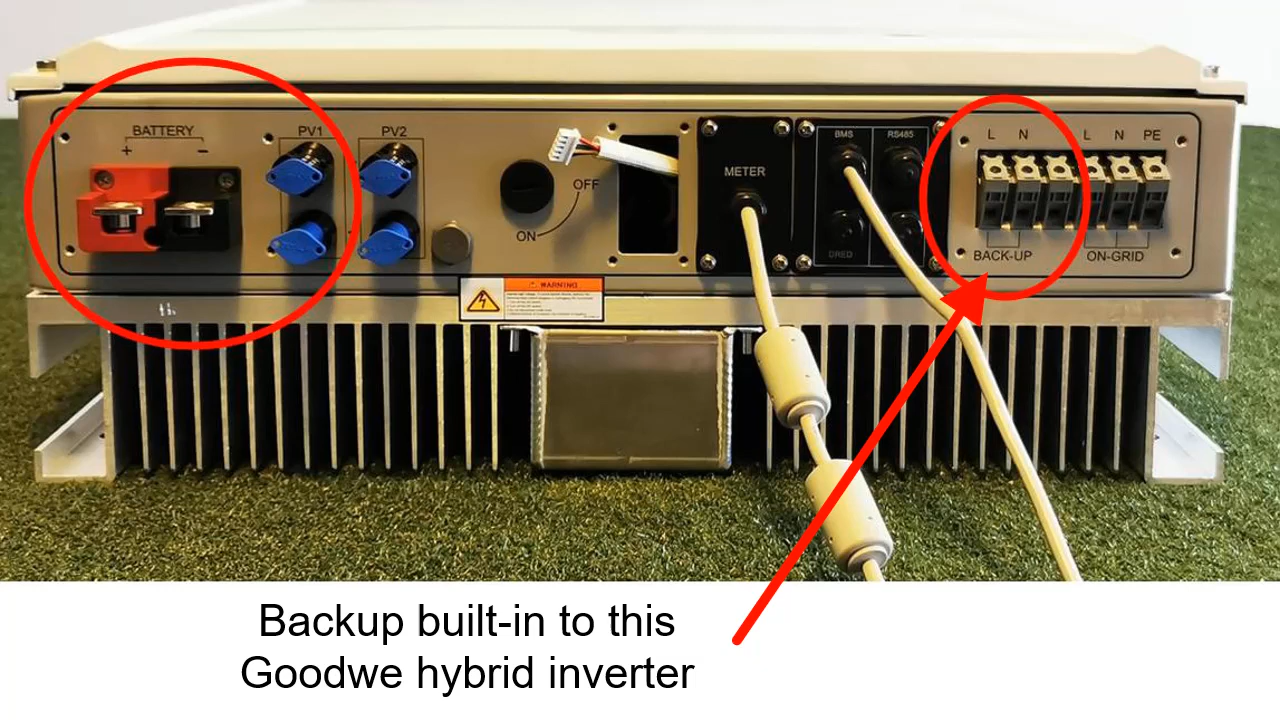 BATTERY
+ −
PV1
PV2
OFF
ON
METER
BMS
RS485
DRED
L N L N PE
BACK-UP
ON-GRID
WARNING
Backup built-in to this
Goodwe hybrid inverter